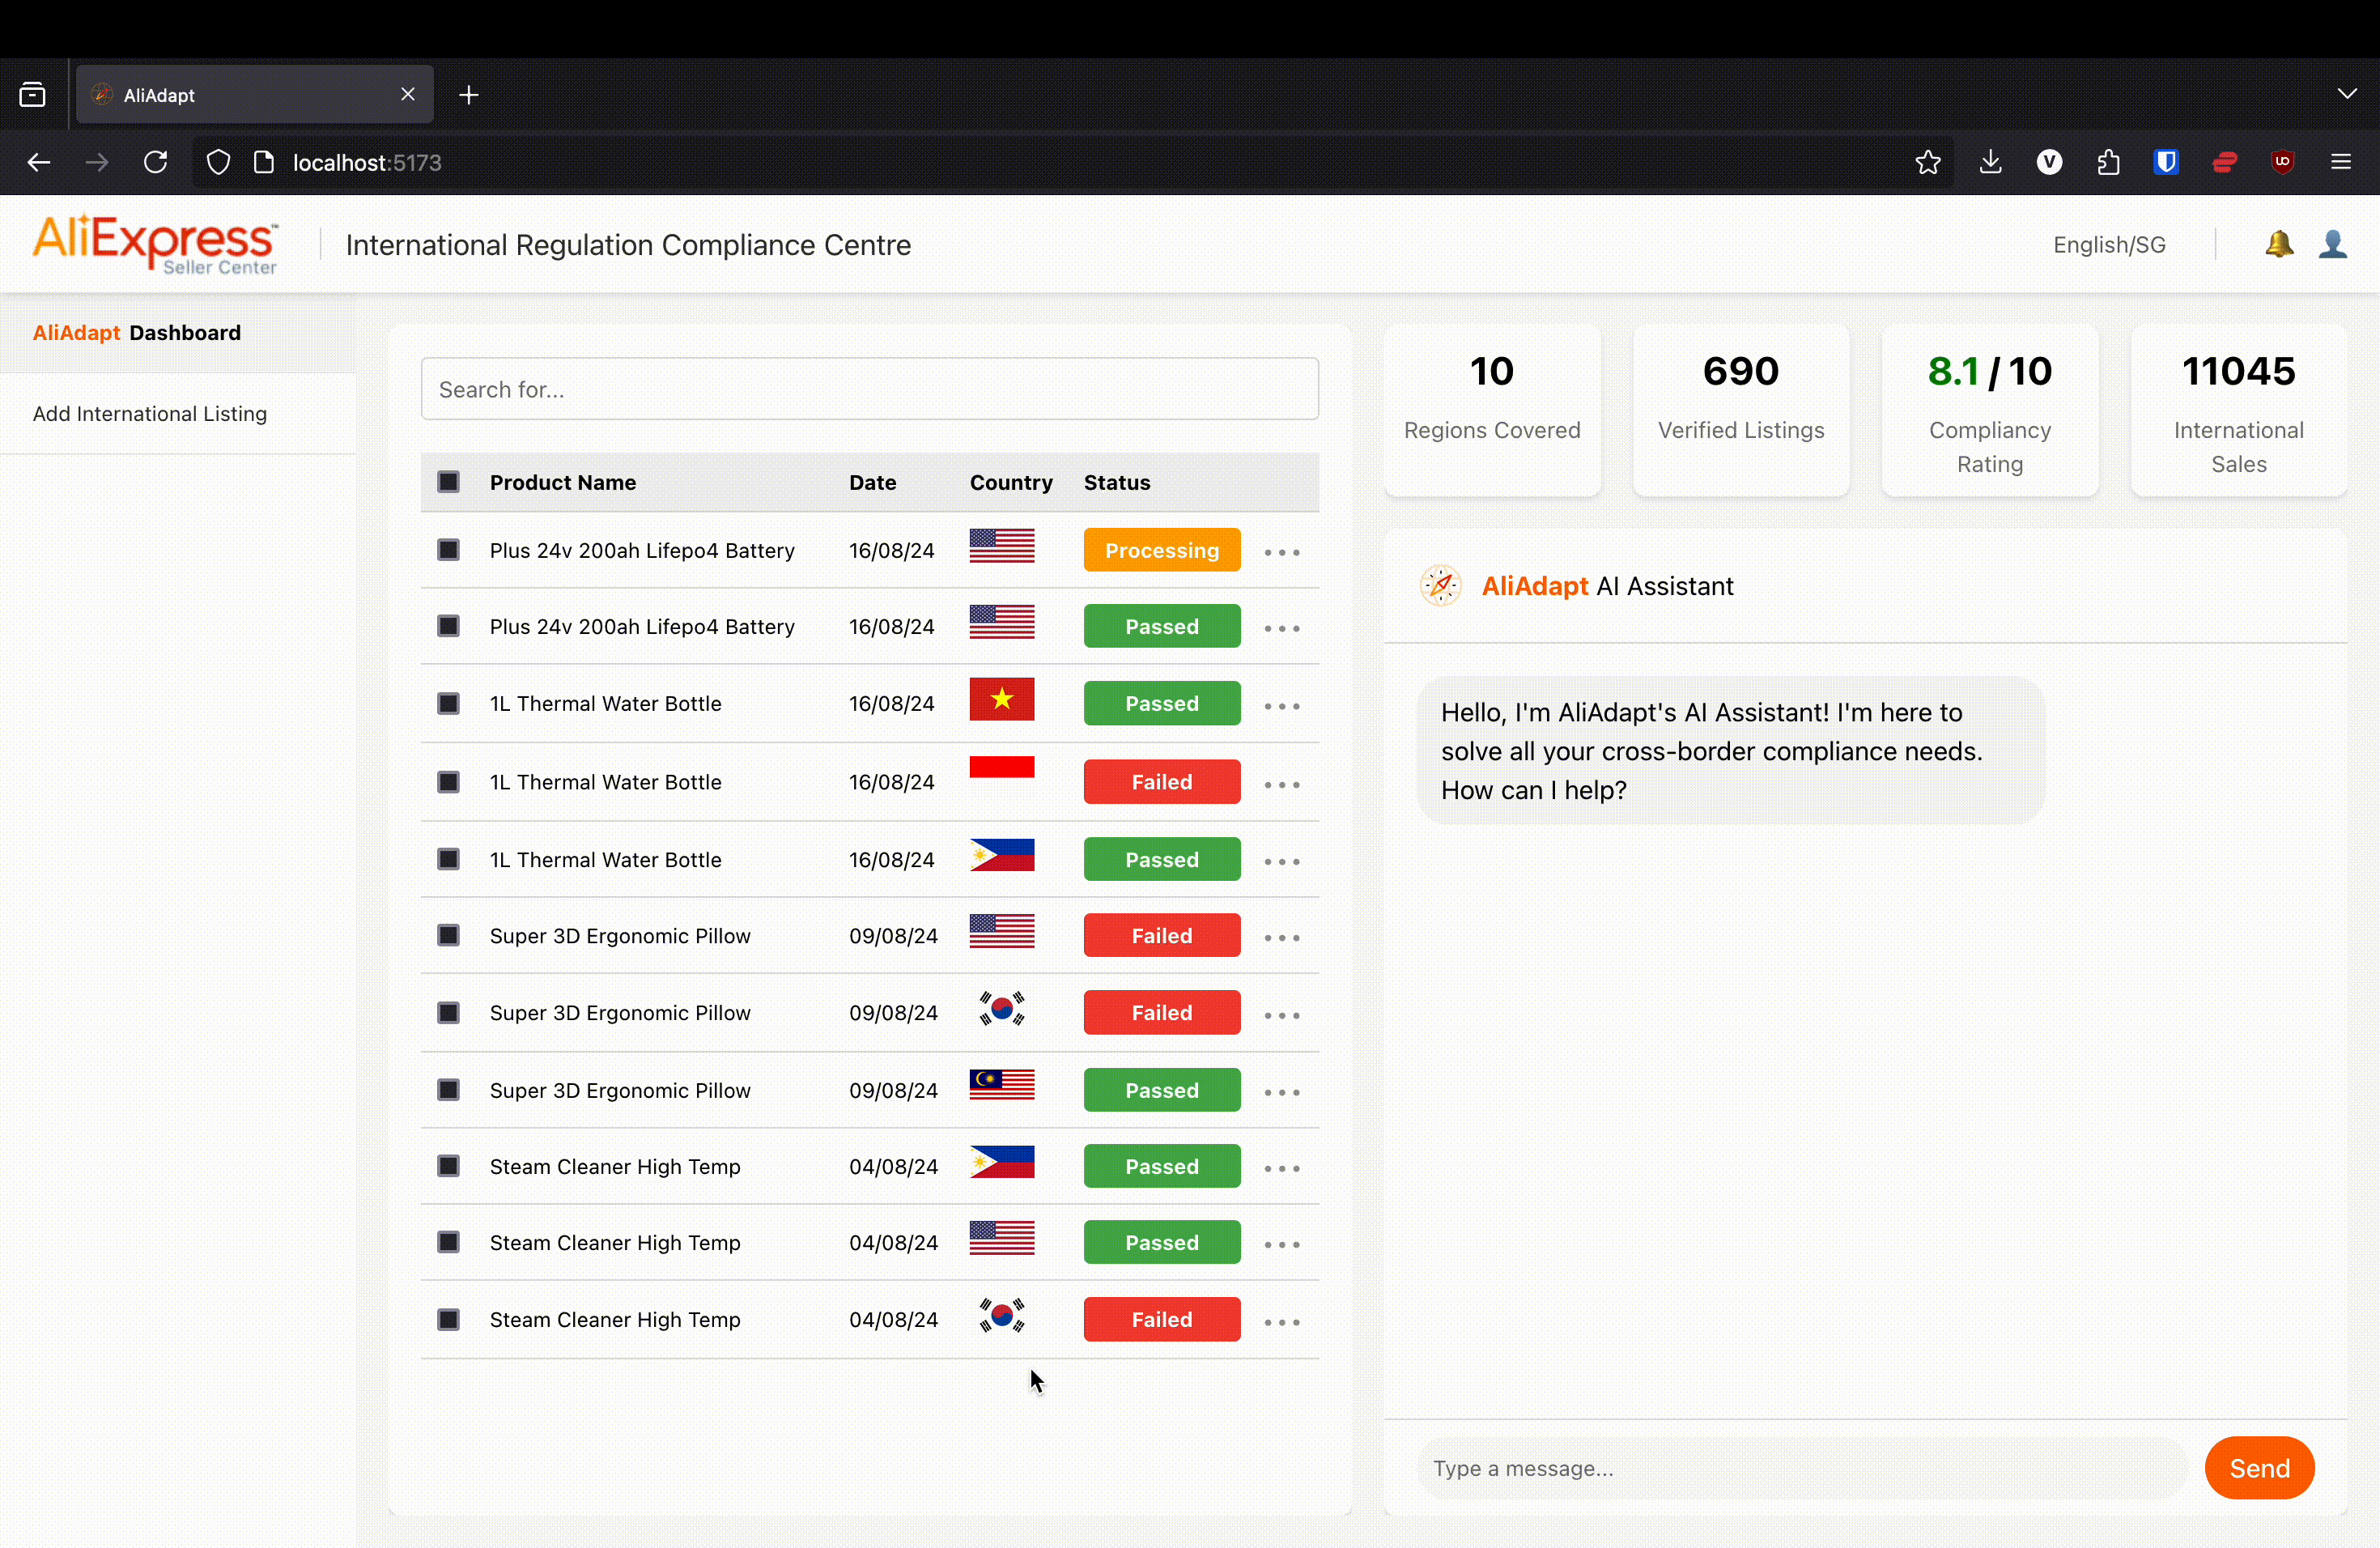 AliAdapt
localhost:5173
V
UO
AliExpress™
Seller Center
International Regulation Compliance Centre
English/SG
AliAdapt Dashboard
Add International Listing
Search for...
Product Name Date Country Status
Plus 24v 200ah Lifepo4 Battery 16/08/24 Processing
Plus 24v 200ah Lifepo4 Battery 16/08/24 Passed
1L Thermal Water Bottle 16/08/24 Passed
1L Thermal Water Bottle 16/08/24 Failed
1L Thermal Water Bottle 16/08/24 Passed
Super 3D Ergonomic Pillow 09/08/24 Failed
Super 3D Ergonomic Pillow 09/08/24 Failed
Super 3D Ergonomic Pillow 09/08/24 Passed
Steam Cleaner High Temp 04/08/24 Passed
Steam Cleaner High Temp 04/08/24 Passed
Steam Cleaner High Temp 04/08/24 Failed
10
Regions Covered
690
Verified Listings
8.1 / 10
Compliancy
Rating
11045
International
Sales
AliAdapt AI Assistant
Hello, I'm AliAdapt's AI Assistant! I'm here to
solve all your cross-border compliance needs.
How can I help?
Type a message...
Send